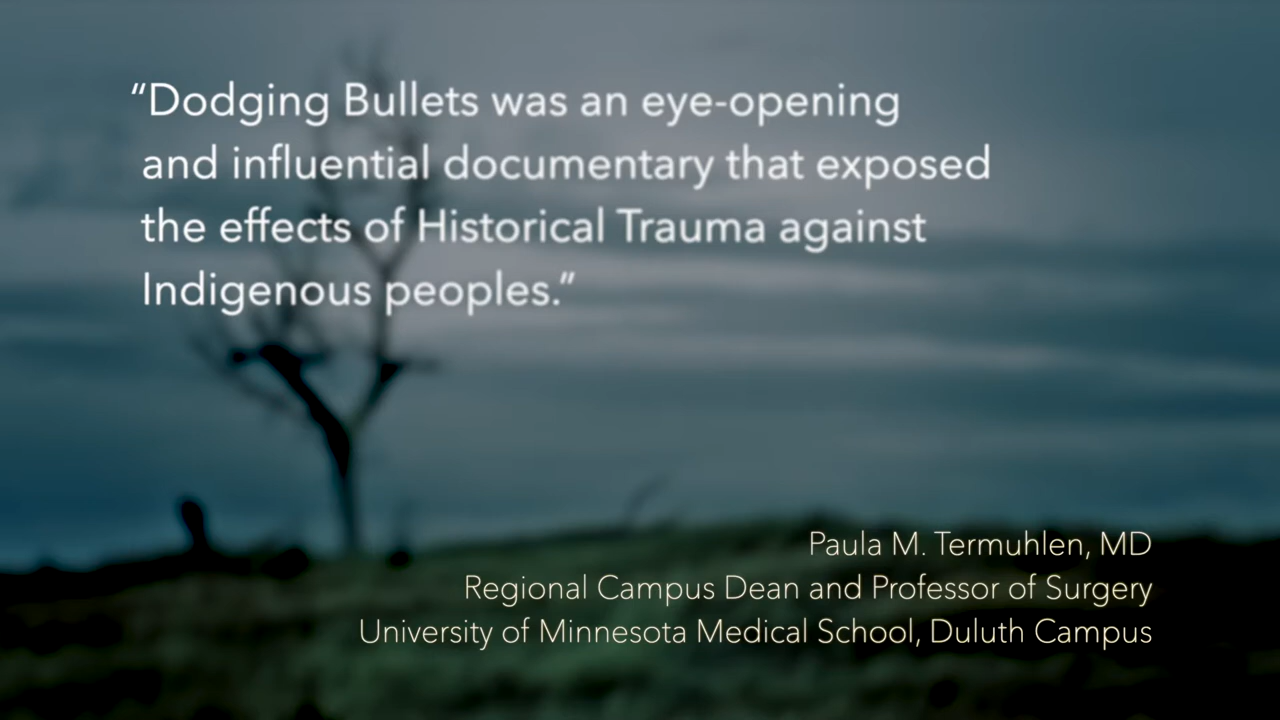 “Dodging Bullets was an eye-opening
and influential documentary that exposed
the effects of Historical Trauma against
Indigenous peoples.”
Paula M. Termuhlen, MD
Regional Campus Dean and Professor of Surgery
University of Minnesota Medical School, Duluth Campus